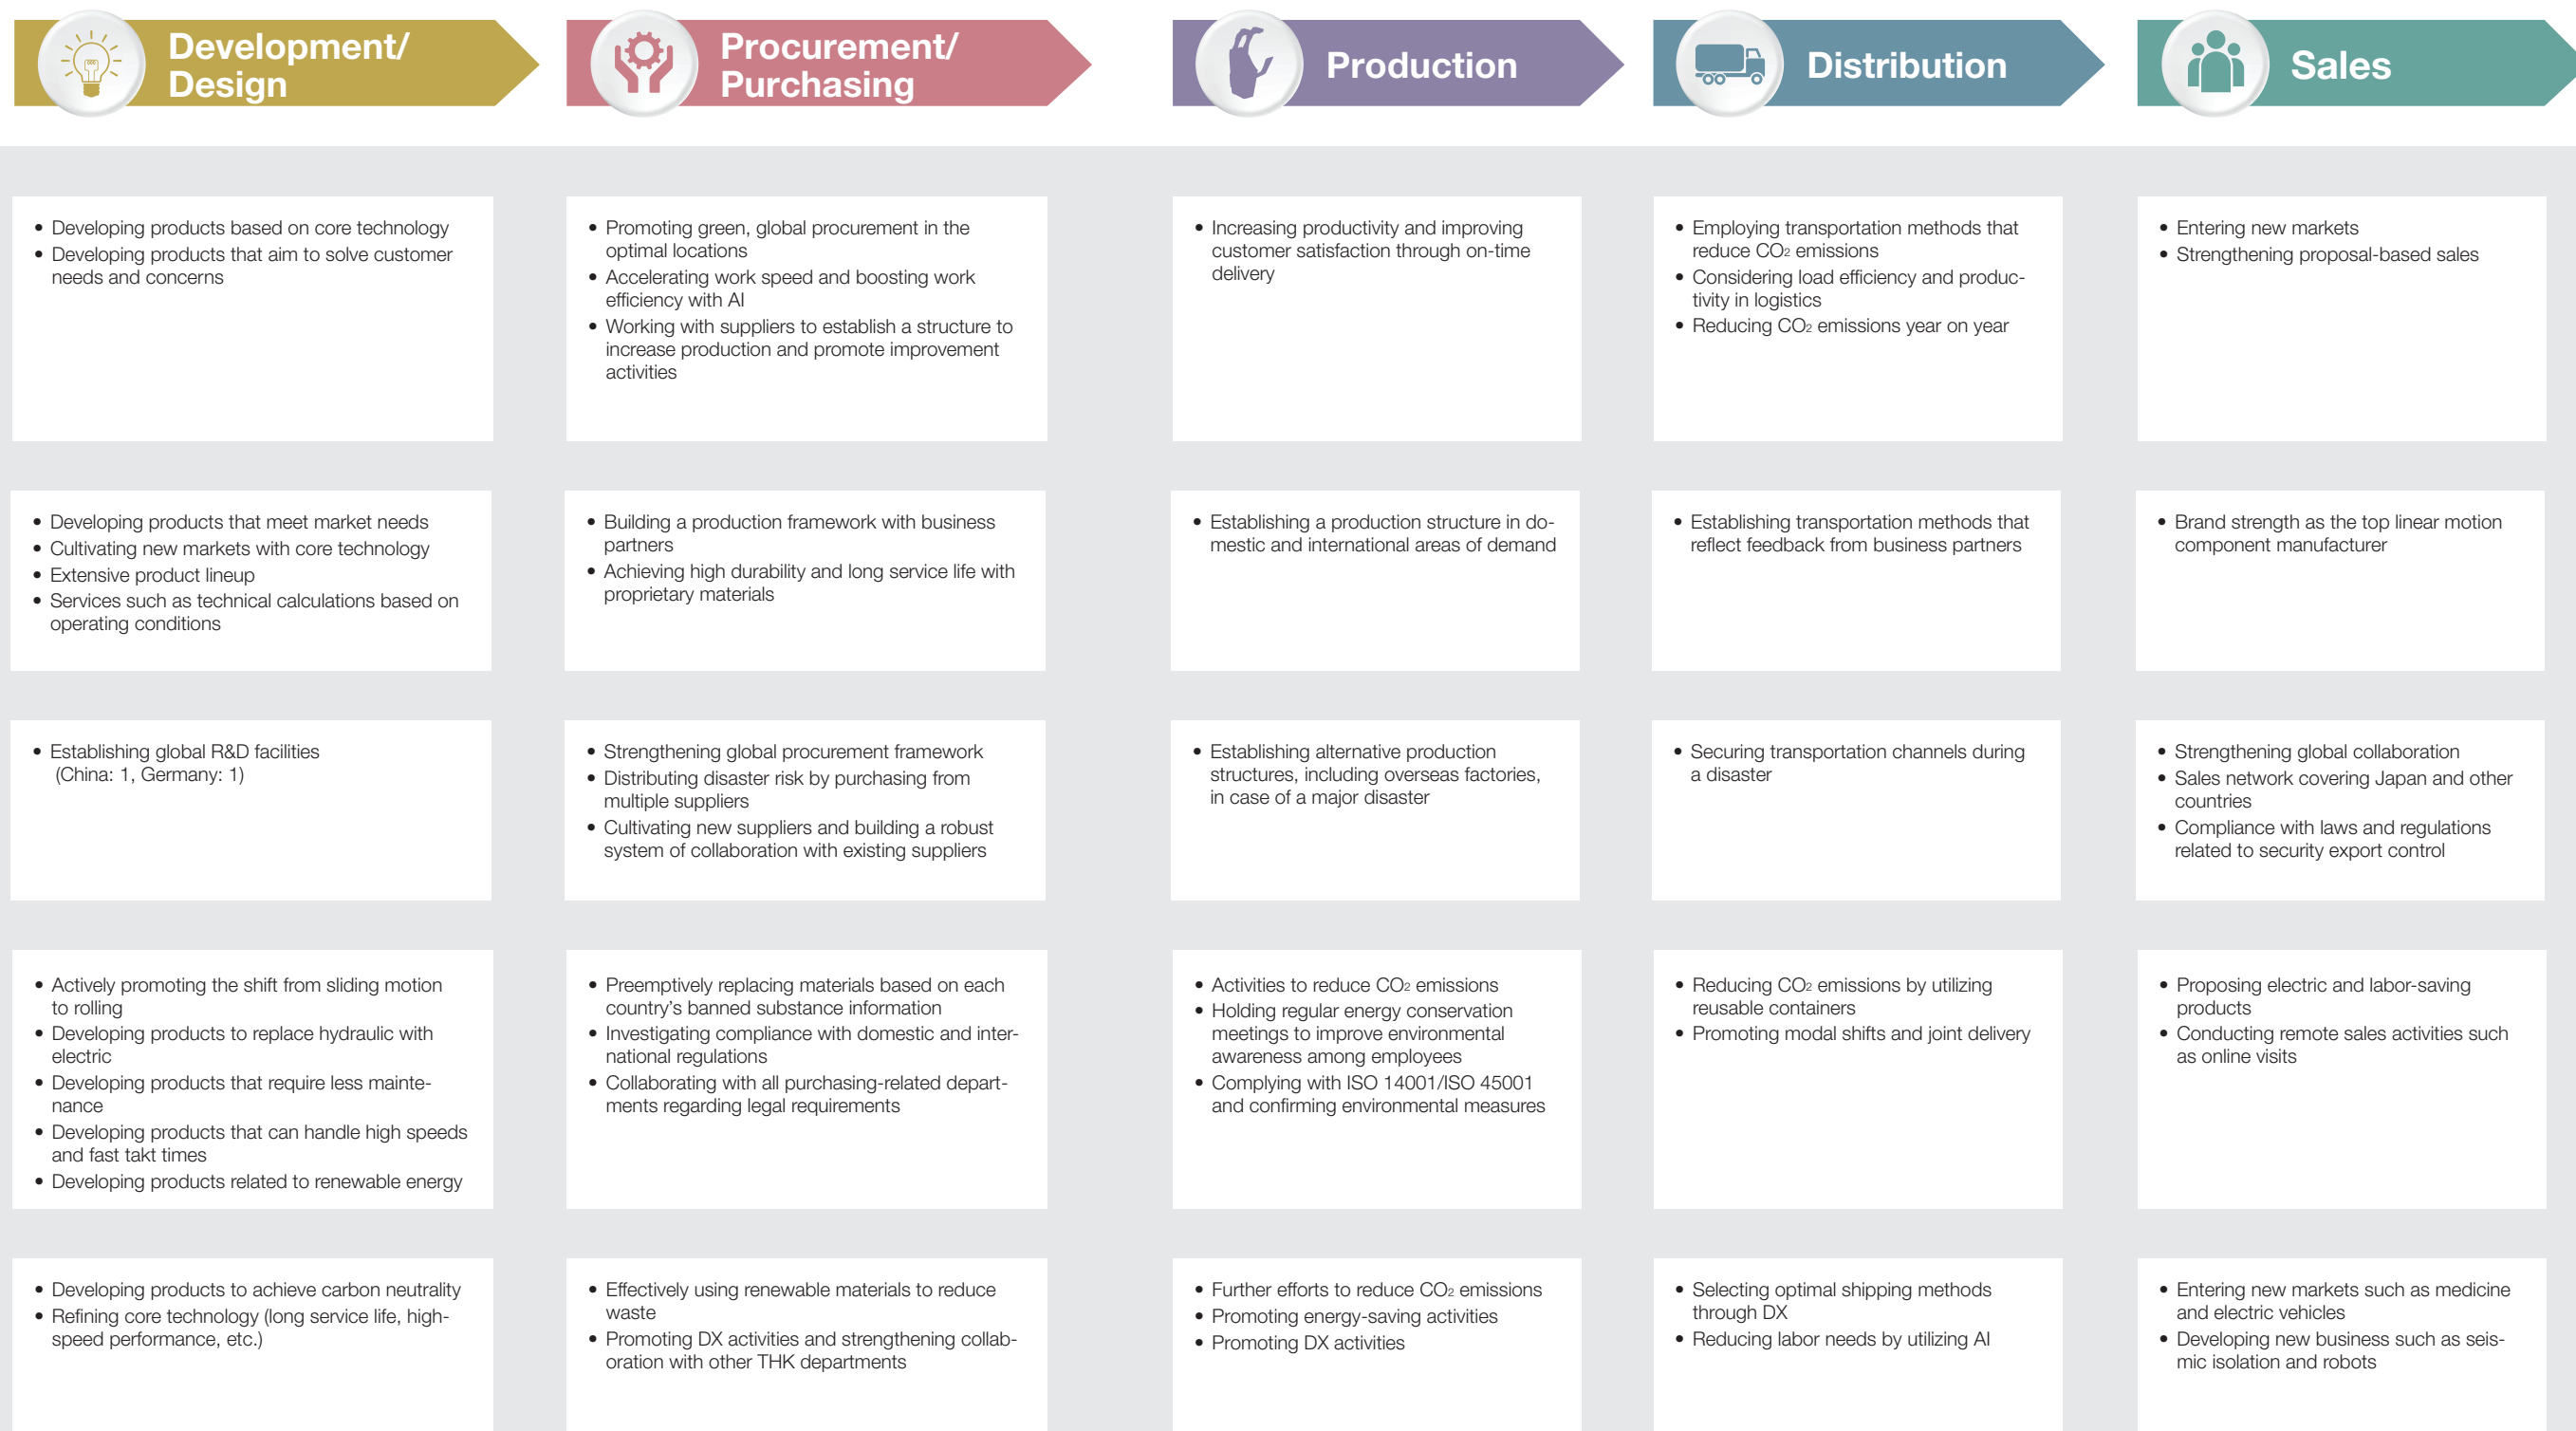 Development/
Design
Procurement/
Purchasing
Production
Distribution
Sales
• Developing products based on core technology
• Developing products that aim to solve customer
needs and concerns
• Promoting green, global procurement in the
optimal locations
• Accelerating work speed and boosting work
efficiency with AI
• Working with suppliers to establish a structure to
increase production and promote improvement
activities
• Increasing productivity and improving
customer satisfaction through on-time
delivery
• Employing transportation methods that
reduce CO₂ emissions
• Considering load efficiency and produc-
tivity in logistics
• Reducing CO₂ emissions year on year
• Entering new markets
• Strengthening proposal-based sales
• Developing products that meet market needs
• Cultivating new markets with core technology
• Extensive product lineup
• Services such as technical calculations based on
operating conditions
• Building a production framework with business
partners
• Achieving high durability and long service life with
proprietary materials
• Establishing a production structure in do-
mestic and international areas of demand
• Establishing transportation methods that
reflect feedback from business partners
• Brand strength as the top linear motion
component manufacturer
• Establishing global R&D facilities
(China: 1, Germany: 1)
• Strengthening global procurement framework
• Distributing disaster risk by purchasing from
multiple suppliers
• Cultivating new suppliers and building a robust
system of collaboration with existing suppliers
• Establishing alternative production
structures, including overseas factories,
in case of a major disaster
• Securing transportation channels during
a disaster
• Strengthening global collaboration
• Sales network covering Japan and other
countries
• Compliance with laws and regulations
related to security export control
• Actively promoting the shift from sliding motion
to rolling
• Developing products to replace hydraulic with
electric
• Developing products that require less mainte-
nance
• Developing products that can handle high speeds
and fast takt times
• Developing products related to renewable energy
• Preemptively replacing materials based on each
country’s banned substance information
• Investigating compliance with domestic and inter-
national regulations
• Collaborating with all purchasing-related depart-
ments regarding legal requirements
• Activities to reduce CO₂ emissions
• Holding regular energy conservation
meetings to improve environmental
awareness among employees
• Complying with ISO 14001/ISO 45001
and confirming environmental measures
• Reducing CO₂ emissions by utilizing
reusable containers
• Promoting modal shifts and joint delivery
• Proposing electric and labor-saving
products
• Conducting remote sales activities such
as online visits
• Developing products to achieve carbon neutrality
• Refining core technology (long service life, high-
speed performance, etc.)
• Effectively using renewable materials to reduce
waste
• Promoting DX activities and strengthening collab-
oration with other THK departments
• Further efforts to reduce CO₂ emissions
• Promoting energy-saving activities
• Promoting DX activities
• Selecting optimal shipping methods
through DX
• Reducing labor needs by utilizing AI
• Entering new markets such as medicine
and electric vehicles
• Developing new business such as seis-
mic isolation and robots